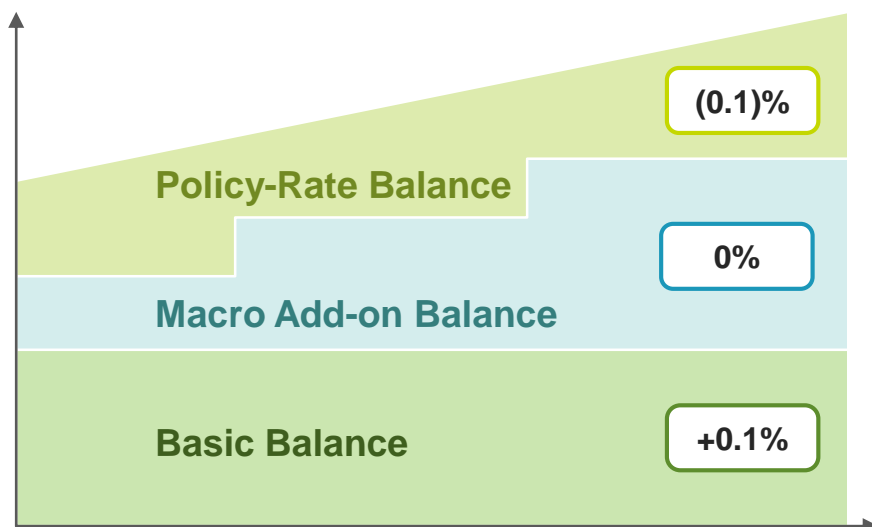 (0.1)%
Policy-Rate Balance
0%
Macro Add-on Balance
+0.1%
Basic Balance